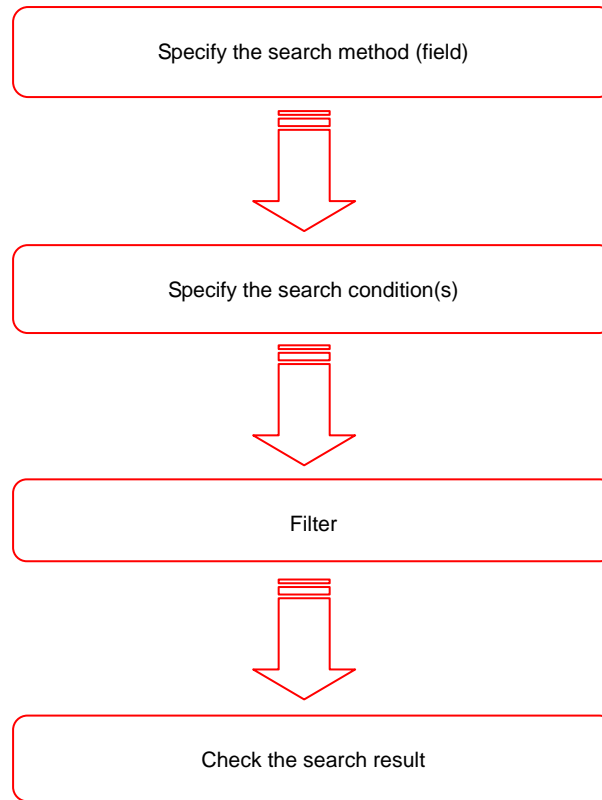 Specify the search method (field)
Specify the search condition(s)
Filter
Check the search result